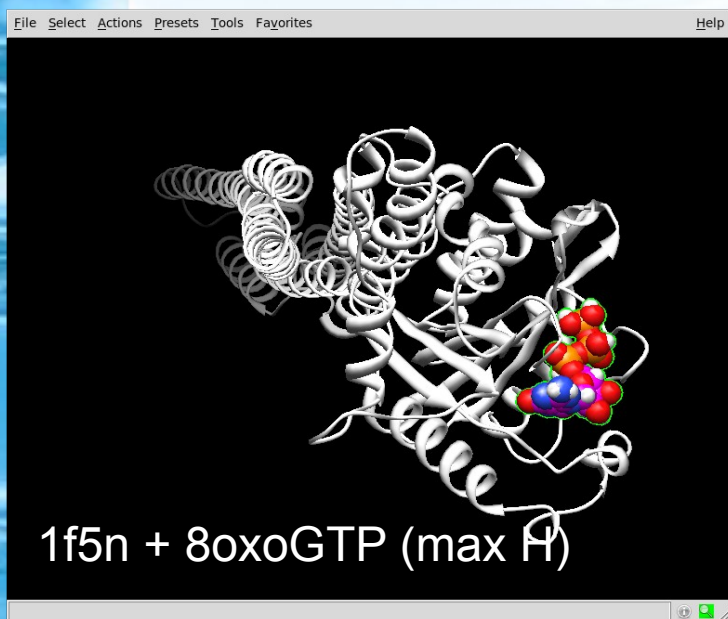 File Select Actions Presets Tools Favorites Help
1f5n + 8oxoGTP (max H)